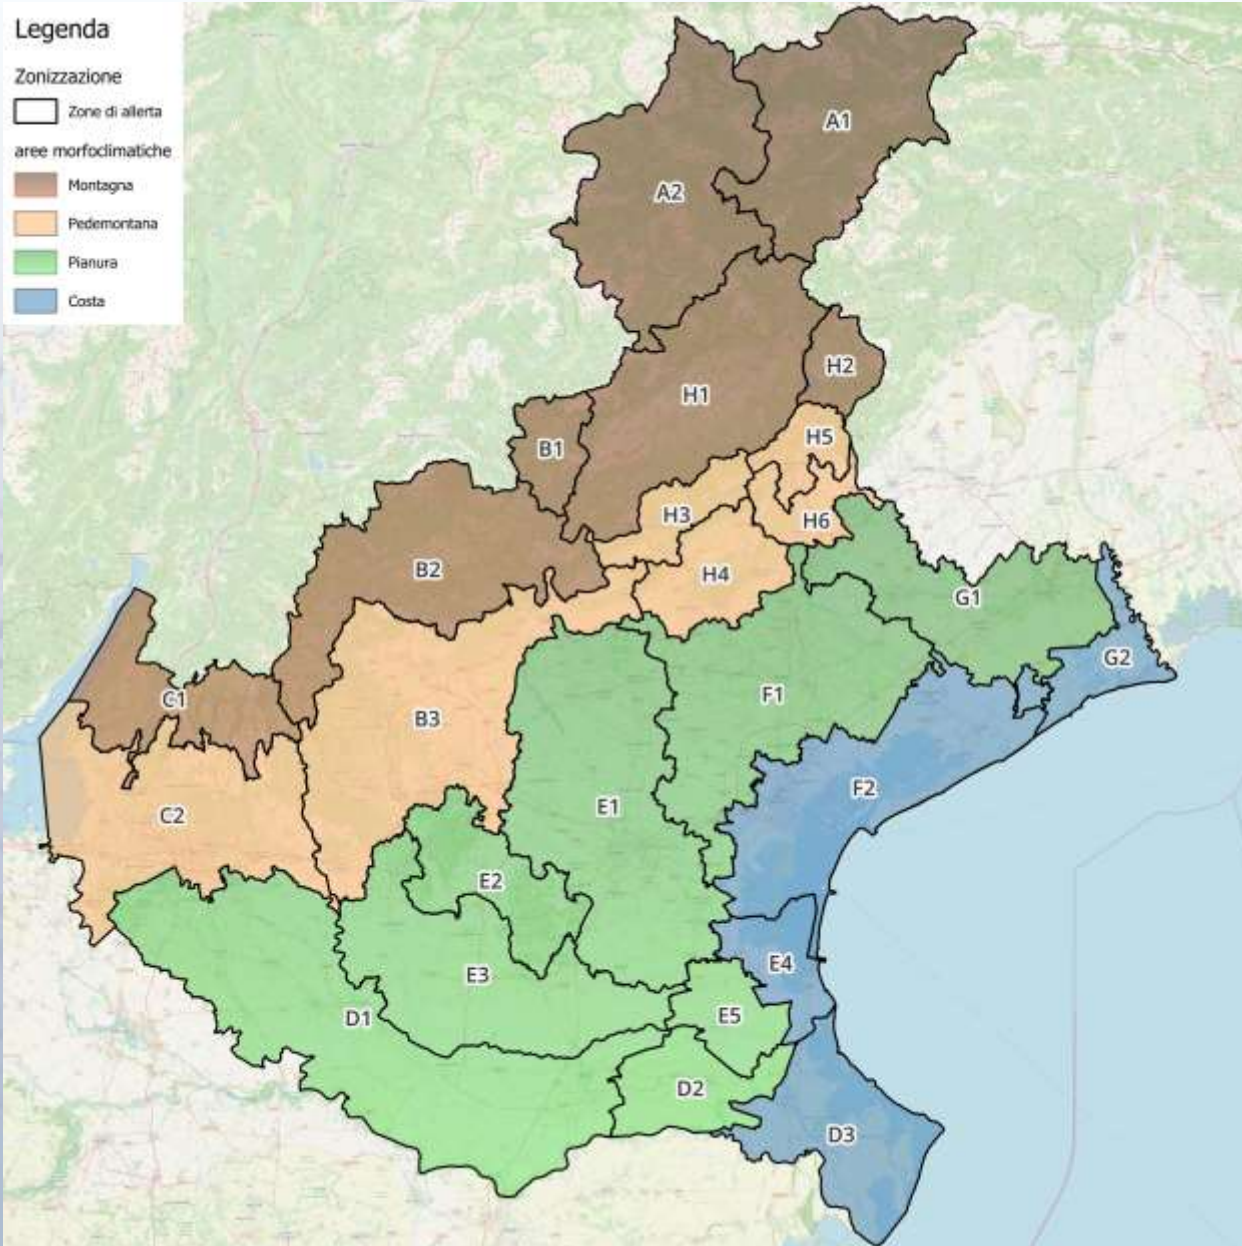 Legenda
Zonizzazione
Zone di allerta
aree morfoclimatiche
Montagna
Pedemontana
Pianura
Costa
A1
A2
H2
H1
H5
B1
H3
H6
B2
H4
G1
G2
C1
F1
B3
F2
E1
C2
E2
E4
E3
E5
D1
D2
D3